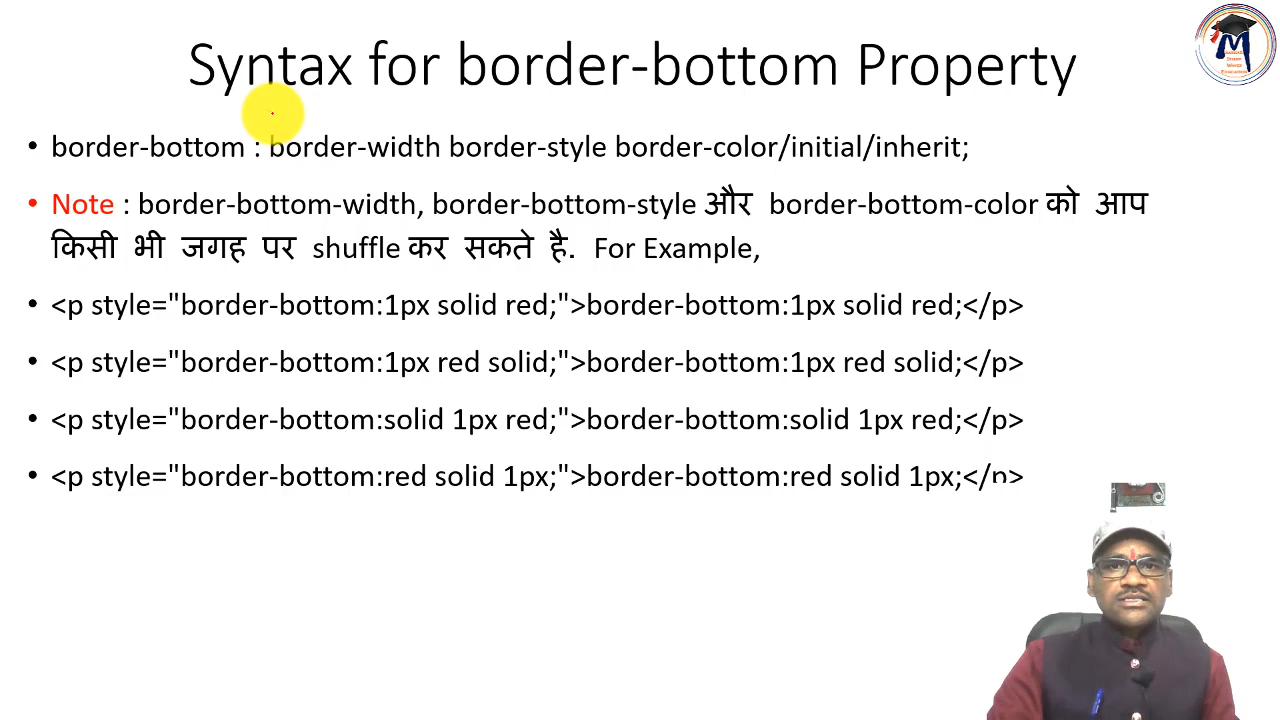 Syntax for border-bottom Property
• border-bottom : border-width border-style border-color/initial/inherit;
• Note : border-bottom-width, border-bottom-style और border-bottom-color को आप
किसी भी जगह पर shuffle कर सकते है. For Example,
• <p style="border-bottom:1px solid red;">border-bottom:1px solid red;</p>
• <p style="border-bottom:1px red solid;">border-bottom:1px red solid;</p>
• <p style="border-bottom:solid 1px red;">border-bottom:solid 1px red;</p>
• <p style="border-bottom:red solid 1px;">border-bottom:red solid 1px;</p>